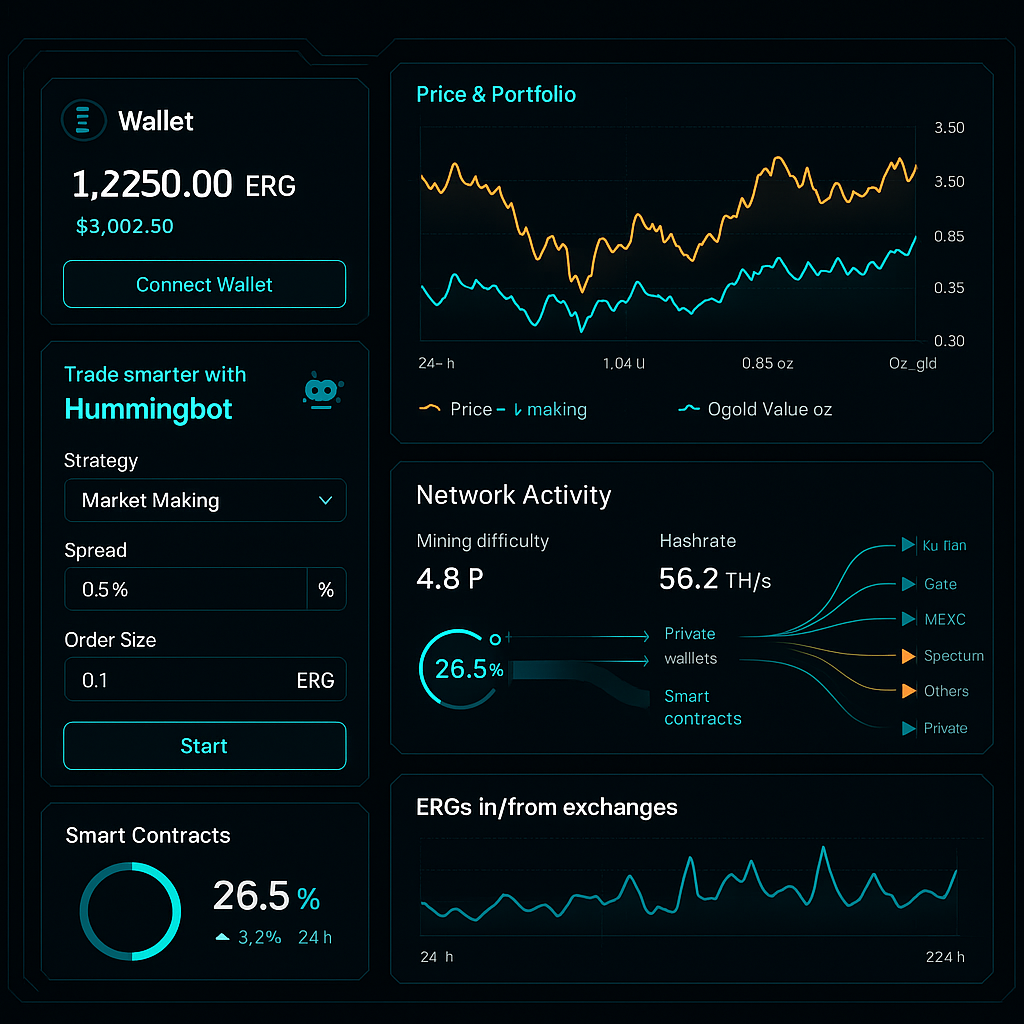 Wallet
1,2250.00 ERG
$3,002.50
Connect Wallet
Trade smarter with
Hummingbot
Strategy
Market Making
Spread
0.5%
%
Order Size
0.1
ERG
Start
Smart Contracts
26.5 %
3,2% 24 h
Price & Portfolio
3.50
3.50
0.85
0.35
0.30
24- h
1,04
0.85 oz
Oz_gld
Price – making
Ogold Value oz
Network Activity
Mining difficulty
4.8 P
Hashrate
56.2 TH/s
26.5%
Private
walllets
Smart
contracts
Ku
Gate
MEXC
Spectum
Others
Private
ERGs in/from exchanges
24 h
224 h